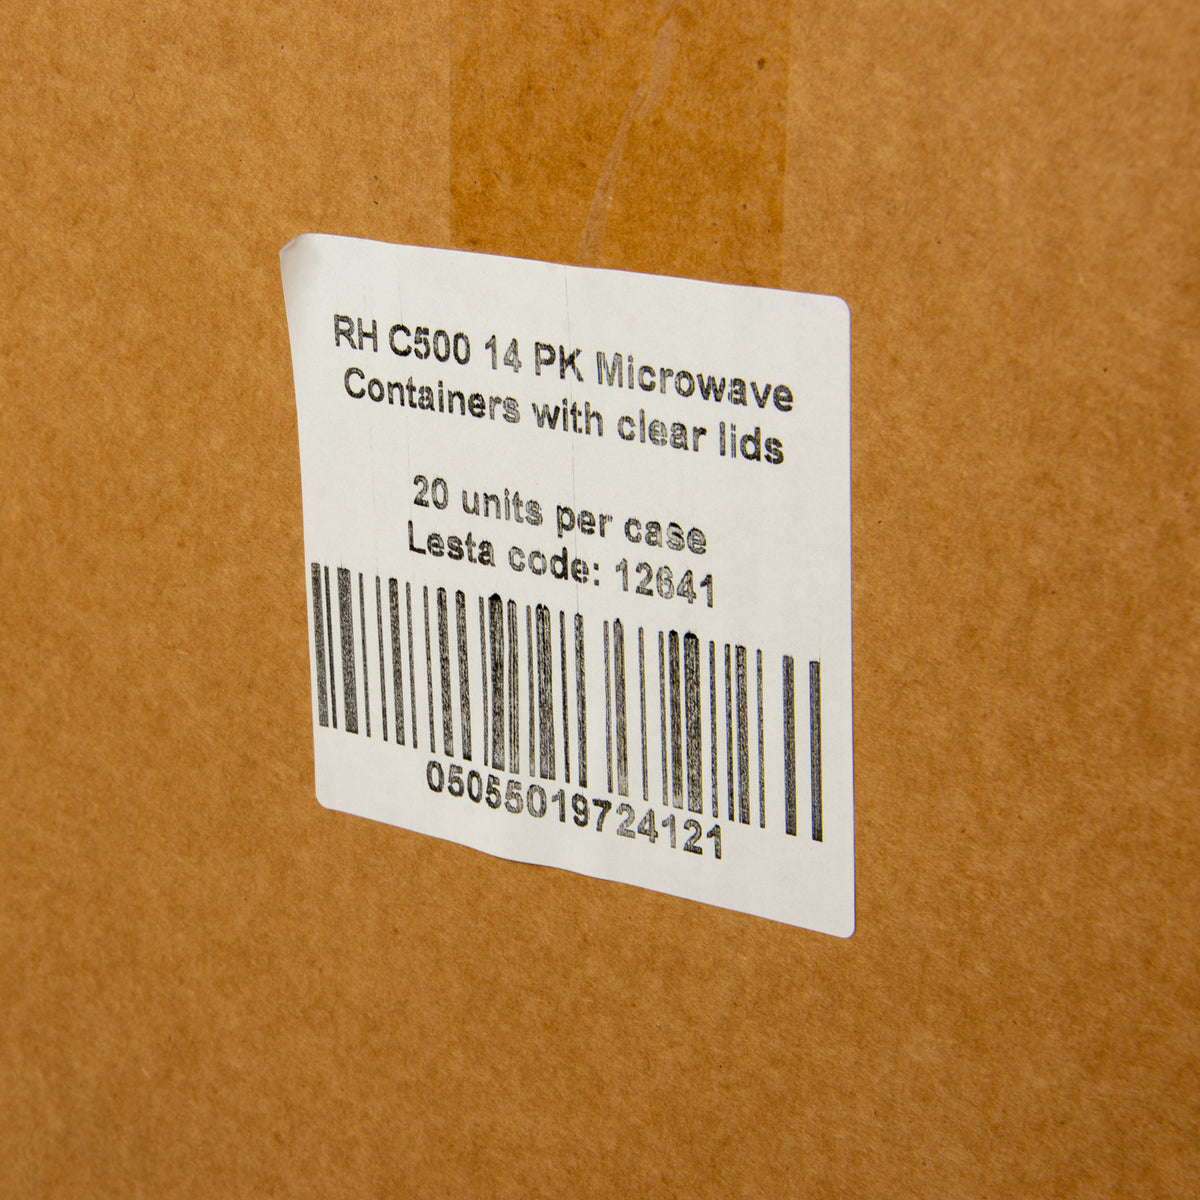 RH C500 14 PK Microwave
Containers with clear lids
20 units per case
Lesta code: 12641
05055019724121